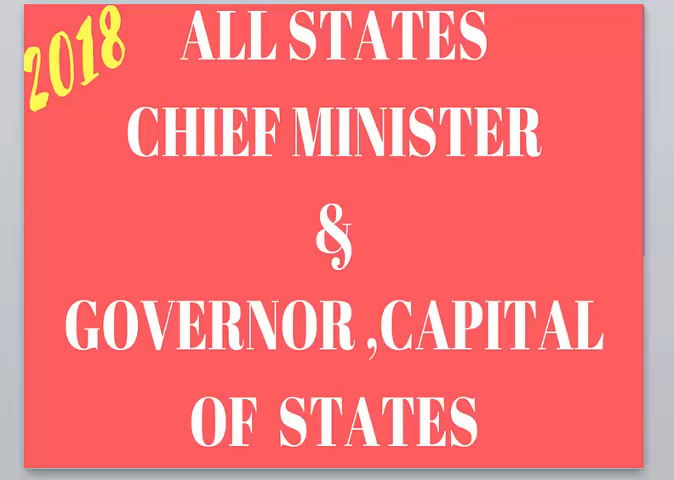 2018
ALL STATES
CHIEF MINISTER
&
GOVERNOR ,CAPITAL
OF STATES